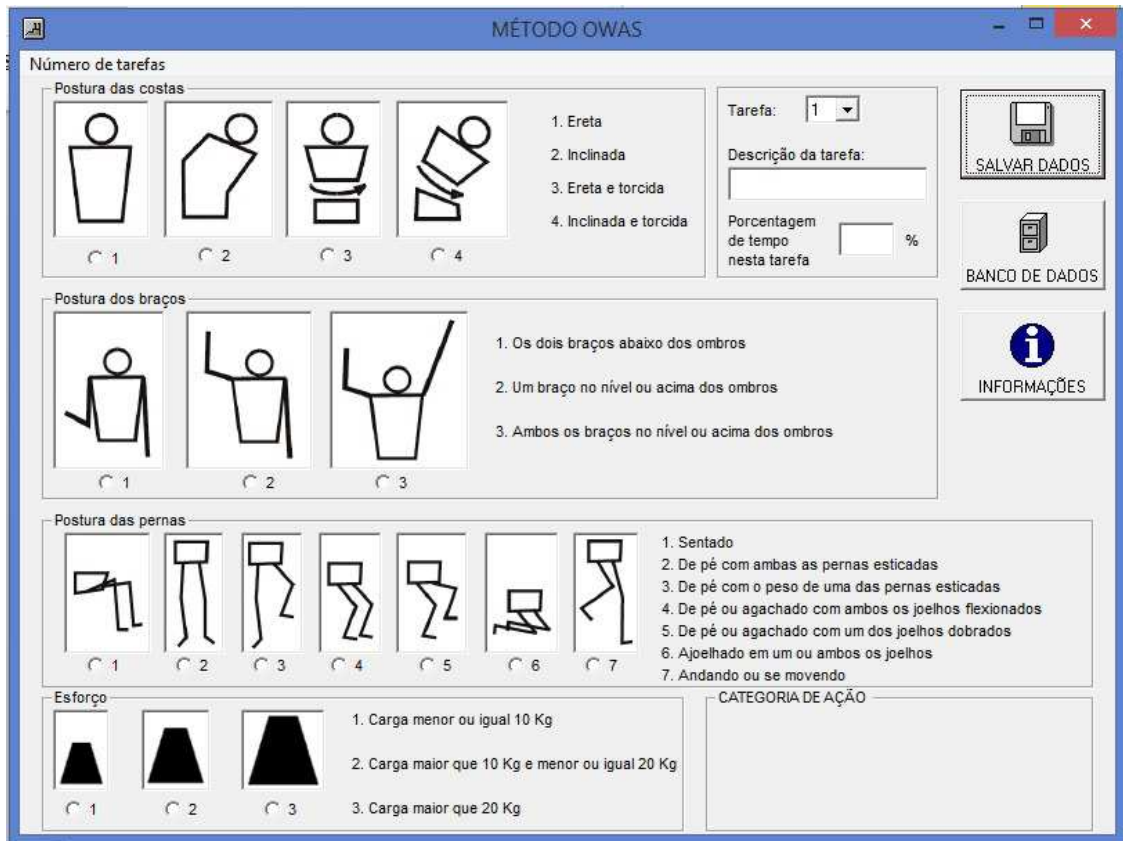 MÉTODO OWAS
Número de tarefas
Postura das costas
1. Ereta
2. Inclinada
3. Ereta e torcida
4. Inclinada e torcida
1
2
3
4
Tarefa: 1
Descrição da tarefa:
Porcentagem
de tempo
nesta tarefa
%
SALVAR DADOS
BANCO DE DADOS
INFORMAÇÕES
Postura dos braços
1. Os dois braços abaixo dos ombros
2. Um braço no nível ou acima dos ombros
3. Ambos os braços no nível ou acima dos ombros
1
2
3
Postura das pernas
1. Sentado
2. De pé com ambas as pernas esticadas
3. De pé com o peso de uma das pernas esticadas
4. De pé ou agachado com ambos os joelhos flexionados
5. De pé ou agachado com um dos joelhos dobrados
6. Ajoelhado em um ou ambos os joelhos
7. Andando ou se movendo
1
2
3
4
5
6
7
Esforço
1. Carga menor ou igual 10 Kg
2. Carga maior que 10 Kg e menor ou igual 20 Kg
3. Carga maior que 20 Kg
1
2
3
CATEGORIA DE AÇÃO